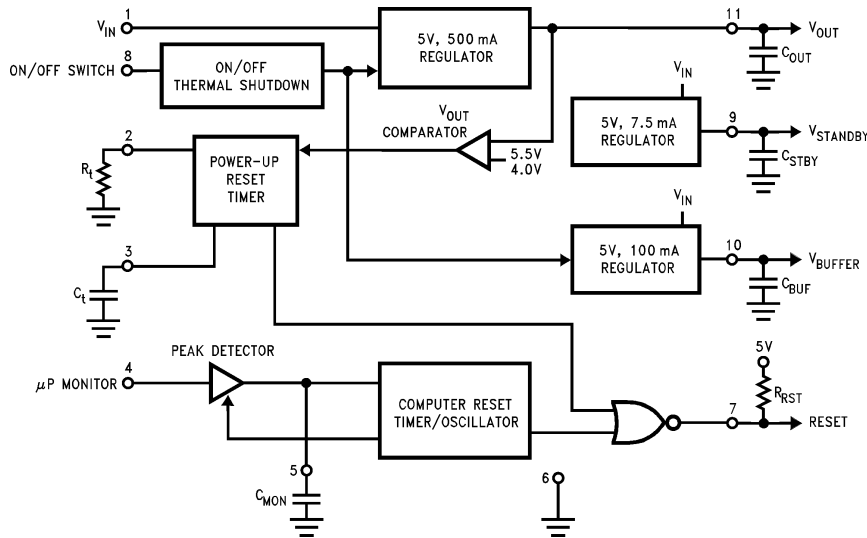 1
V_IN
5V, 500 mA
REGULATOR
11
V_OUT
C_OUT
8
ON/OFF SWITCH
ON/OFF
THERMAL SHUTDOWN
V_OUT
COMPARATOR
5.5V
4.0V
V_IN
5V, 7.5 mA
REGULATOR
9
V_STANDBY
C_STBY
2
R_t
POWER-UP
RESET
TIMER
V_IN
5V, 100 mA
REGULATOR
10
V_BUFFER
C_BUF
3
C_t
PEAK DETECTOR
4
μP MONITOR
COMPUTER RESET
TIMER/OSCILLATOR
5V
R_RST
7
RESET
5
C_MON
6